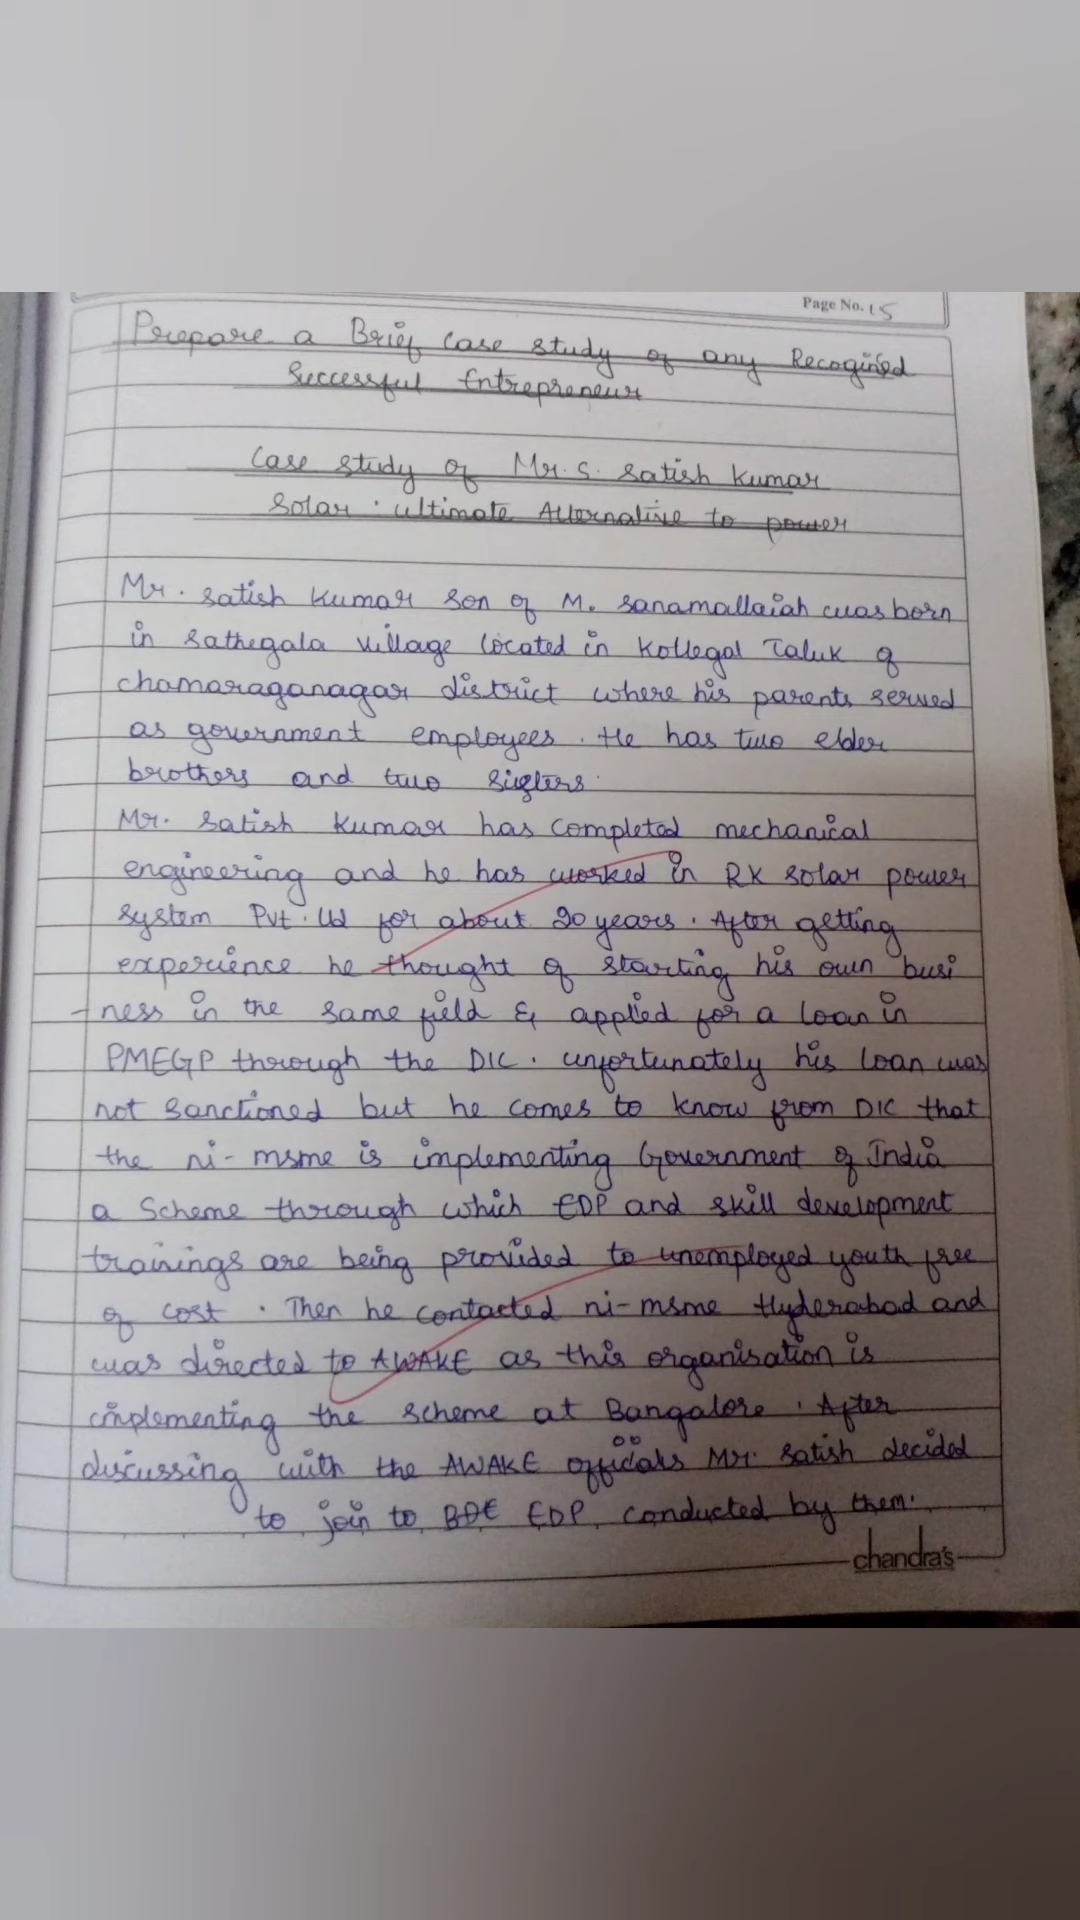 Page No. 15
Prepare a Brief Case study of any Recoginsed
Successful Entrepreneur
Case study of Mr. S. Satish Kumar
Solar . ultimate Alternative to power
Mr. Satish Kumar son of M. Sanamallaiah was born
in Sathegala village located in Kollegal Taluk of
chamaraganagar district where his parents served
as government employees. He has two elder
brothers and two
Mr. Satish Kumar has completed mechanical
engineering and he has worked in RK Solar power
system Pvt. Ltd for about 20 years. After getting
experience he thought of starting his own busi
-ness in the same field & applied for a loan in
PMEGP through the DIC. unfortunately his loan was
not sanctioned but he comes to know from DIC that
the ni-msme is implementing Government of India
a Scheme through which EDP and skill development
trainings are being provided to unemployed youth free
of cost. Then he contacted ni-msme Hyderabad and
was directed to AWAKE as this organisation is
implementing the scheme at Bangalore. After
discussing with the AWAKE officials Mr. Satish decided
to join to EDP conducted by them.
chandra's